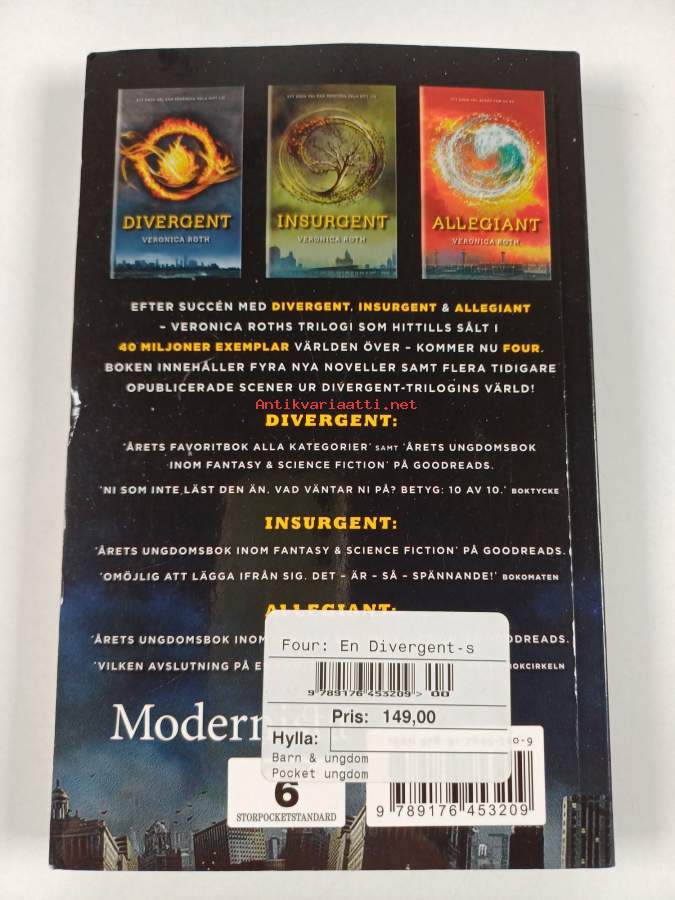 DIVERGENT
VERONICA ROTH
INSURGENT
VERONICA ROTH
ALLEGIANT
VERONICA ROTH
EFTER SUCCÉN MED DIVERGENT, INSURGENT & ALLEGIANT
– VERONICA ROTHS TRILOGI SOM HITTILLS SÅLT I
40 MILJONER EXEMPLAR VÄRLDEN ÖVER – KOMMER NU FOUR.
BOKEN INNEHÅLLER FYRA NYA NOVELLER SAMT FLERA TIDIGARE
OPUBLICERADE SCENER UR DIVERGENT-TRILOGINS VÄRLD!
Antikvariaatti.net
DIVERGENT:
'ÅRETS FAVORITBOK ALLA KATEGORIER' SAMT 'ÅRETS UNGDOMSBOK
INOM FANTASY & SCIENCE FICTION' PÅ GOODREADS.
'NI SOM INTE LÄST DEN ÄN. VAD VÄNTAR NI PÅ? BETYG: 10 AV 10.' BOKTYCKE
INSURGENT:
'ÅRETS UNGDOMSBOK INOM FANTASY & SCIENCE FICTION' PÅ GOODREADS.
'OMÖJLIG ATT LÄGGA IFRÅN SIG. DET – ÄR – SÅ – SPÄNNANDE!' BOKOMATEN
ALLEGIANT:
'ÅRETS UNGDOMSBOK INOM GOODREADS.
'VILKEN AVSLUTNING PÅ
Four: En Divergent-s
9 789176 453209 > 00
Pris: 149,00
Hylla:
Barn & ungdom
Pocket ungdom
6
STORPOCKETSTANDARD
9 789176 453209